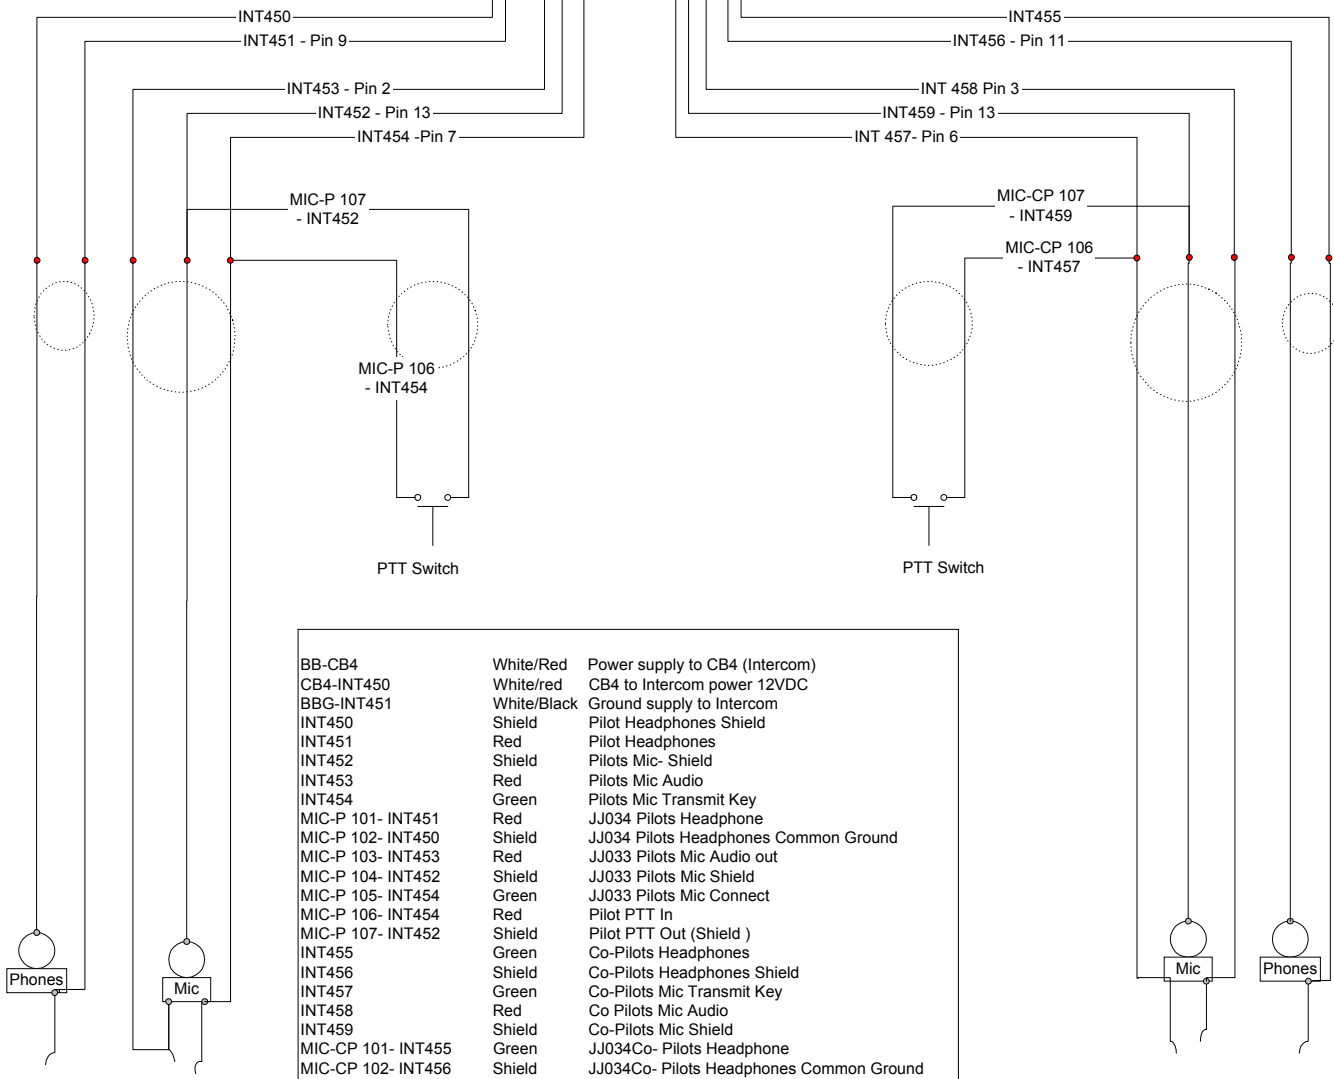 INT450
INT455
INT451 - Pin 9
INT456 - Pin 11
INT453 - Pin 2
INT 458 Pin 3
INT452 - Pin 13
INT459 - Pin 13
INT454 -Pin 7
INT 457- Pin 6
MIC-P 107
- INT452
MIC-CP 107
- INT459
MIC-CP 106
- INT457
MIC-P 106
- INT454
PTT Switch
PTT Switch
BB-CB4 White/Red Power supply to CB4 (Intercom)
CB4-INT450 White/red CB4 to Intercom power 12VDC
BBG-INT451 White/Black Ground supply to Intercom
INT450 Shield Pilot Headphones Shield
INT451 Red Pilot Headphones
INT452 Shield Pilots Mic- Shield
INT453 Red Pilots Mic Audio
INT454 Green Pilots Mic Transmit Key
MIC-P 101- INT451 Red JJ034 Pilots Headphone
MIC-P 102- INT450 Shield JJ034 Pilots Headphones Common Ground
MIC-P 103- INT453 Red JJ033 Pilots Mic Audio out
MIC-P 104- INT452 Shield JJ033 Pilots Mic Shield
MIC-P 105- INT454 Green JJ033 Pilots Mic Connect
MIC-P 106- INT454 Red Pilot PTT In
MIC-P 107- INT452 Shield Pilot PTT Out (Shield )
INT455 Green Co-Pilots Headphones
INT456 Shield Co-Pilots Headphones Shield
INT457 Green Co-Pilots Mic Transmit Key
INT458 Red Co Pilots Mic Audio
INT459 Shield Co-Pilots Mic Shield
MIC-CP 101- INT455 Green JJ034Co- Pilots Headphone
MIC-CP 102- INT456 Shield JJ034Co- Pilots Headphones Common Ground
Phones
Mic
Mic
Phones